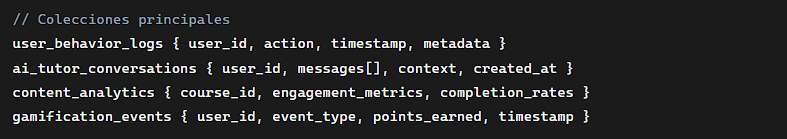 // Colecciones principales
user_behavior_logs { user_id, action, timestamp, metadata }
ai_tutor_conversations { user_id, messages[], context, created_at }
content_analytics { course_id, engagement_metrics, completion_rates }
gamification_events { user_id, event_type, points_earned, timestamp }